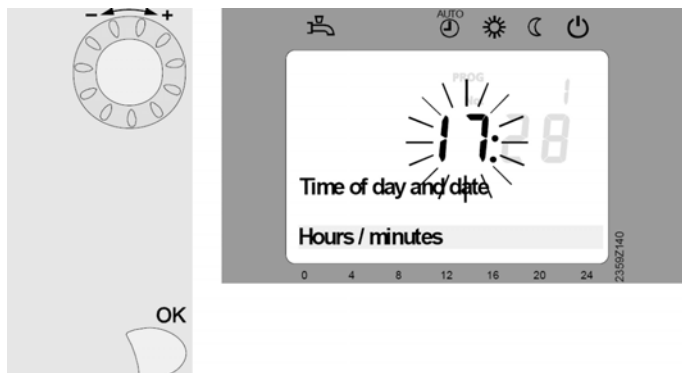 − +
OK
AUTO
PROG
No
1
17:28
Time of day and date
Hours / minutes
0 4 8 12 16 20 24
2359Z140